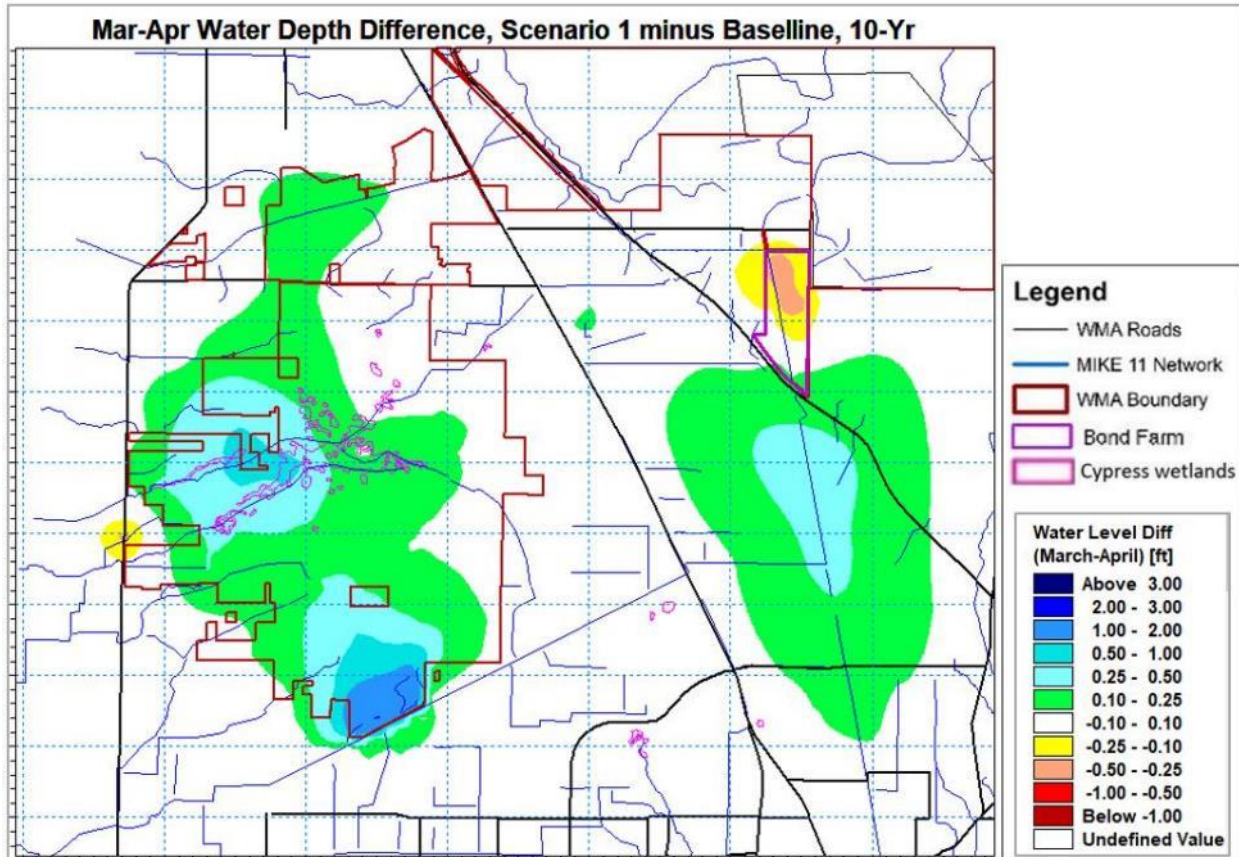 Mar-Apr Water Depth Difference, Scenario 1 minus Baselline, 10-Yr
Legend
WMA Roads
MIKE 11 Network
WMA Boundary
Bond Farm
Cypress wetlands
Water Level Diff
(March-April) [ft]
Above 3.00
2.00 - 3.00
1.00 - 2.00
0.50 - 1.00
0.25 - 0.50
0.10 - 0.25
-0.10 - 0.10
-0.25 - -0.10
-0.50 - -0.25
-1.00 - -0.50
Below -1.00
Undefined Value